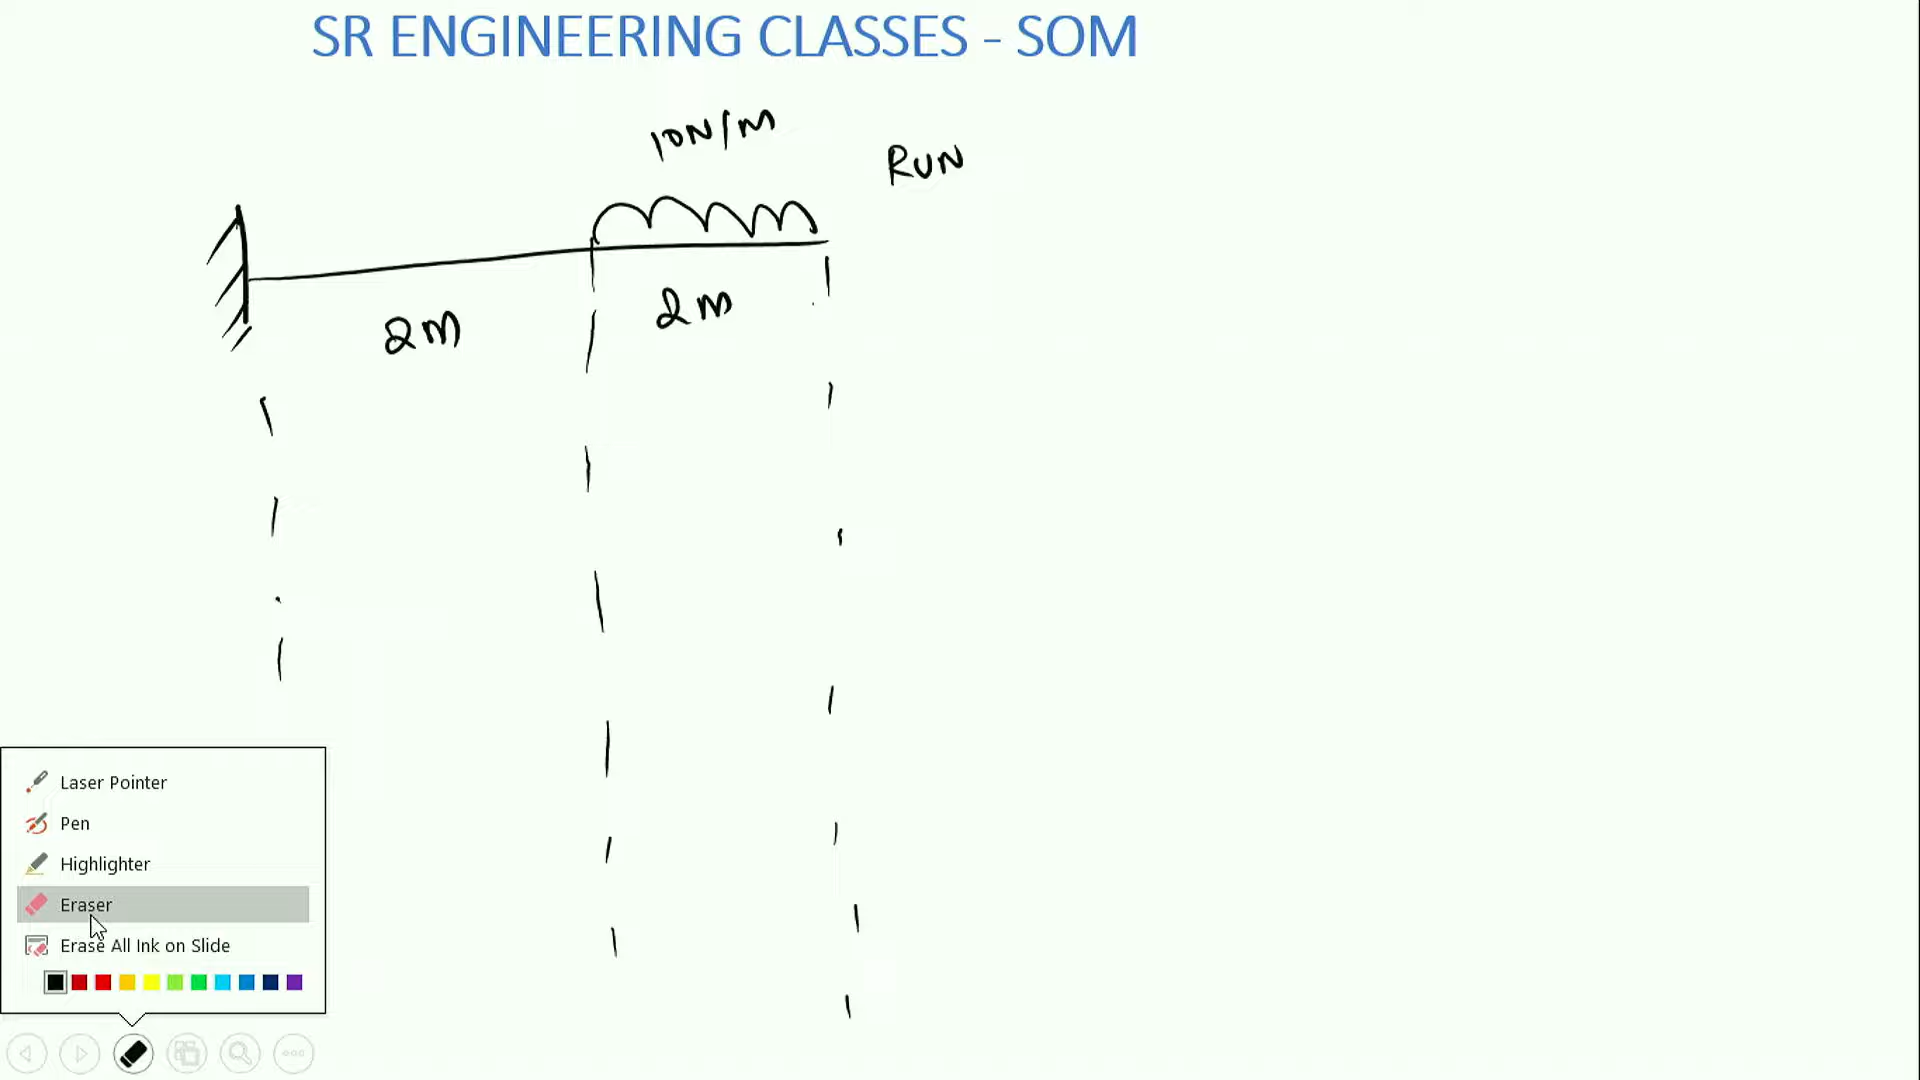 SR ENGINEERING CLASSES - SOM
10N/M
RUN
2M
2M
Laser Pointer
Pen
Highlighter
Eraser
Erase All Ink on Slide